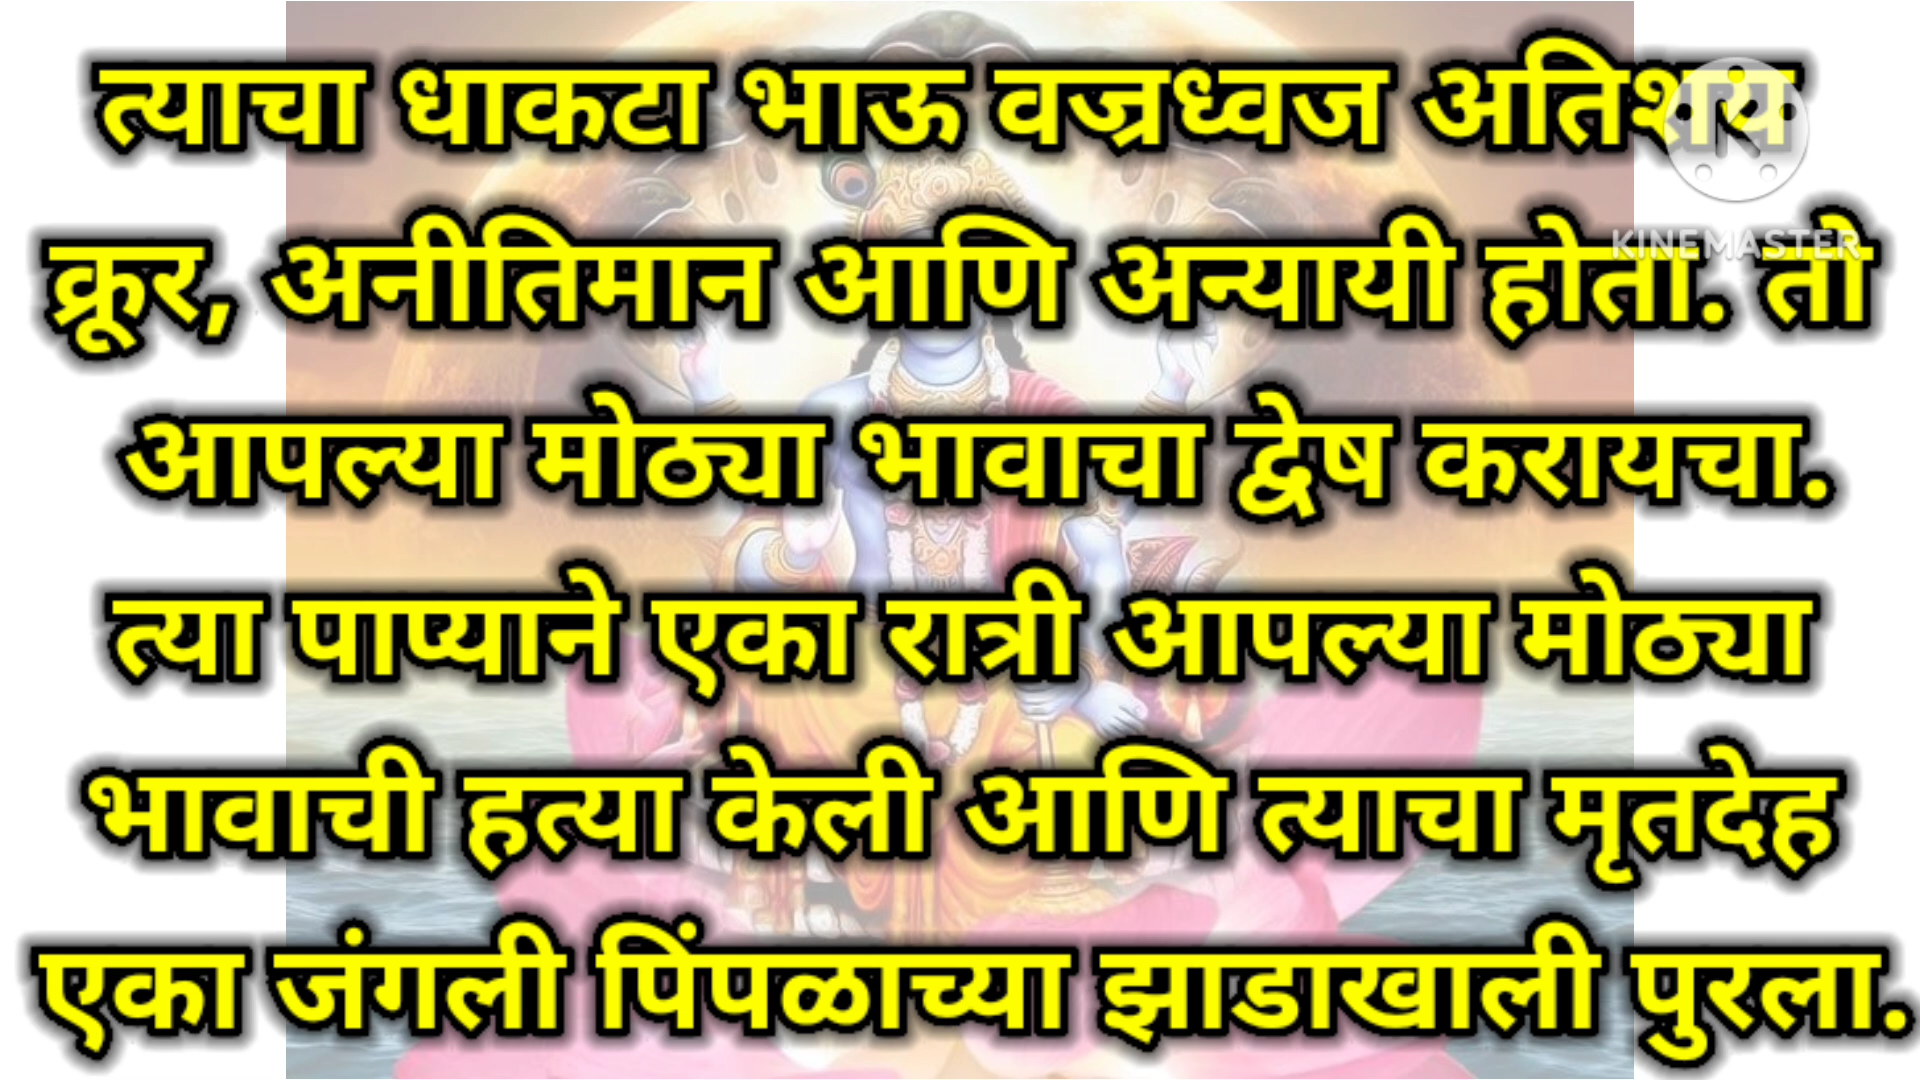 त्याचा धाकटा भाऊ वज्रध्वज अतिशय
क्रूर, अनीतिमान आणि अन्यायी होता. तो
आपल्या मोठ्या भावाचा द्वेष करायचा.
त्या पाप्याने एका रात्री आपल्या मोठ्या
भावाची हत्या केली आणि त्याचा मृतदेह
एका जंगली पिंपळाच्या झाडाखाली पुरला.
KINEMASTER